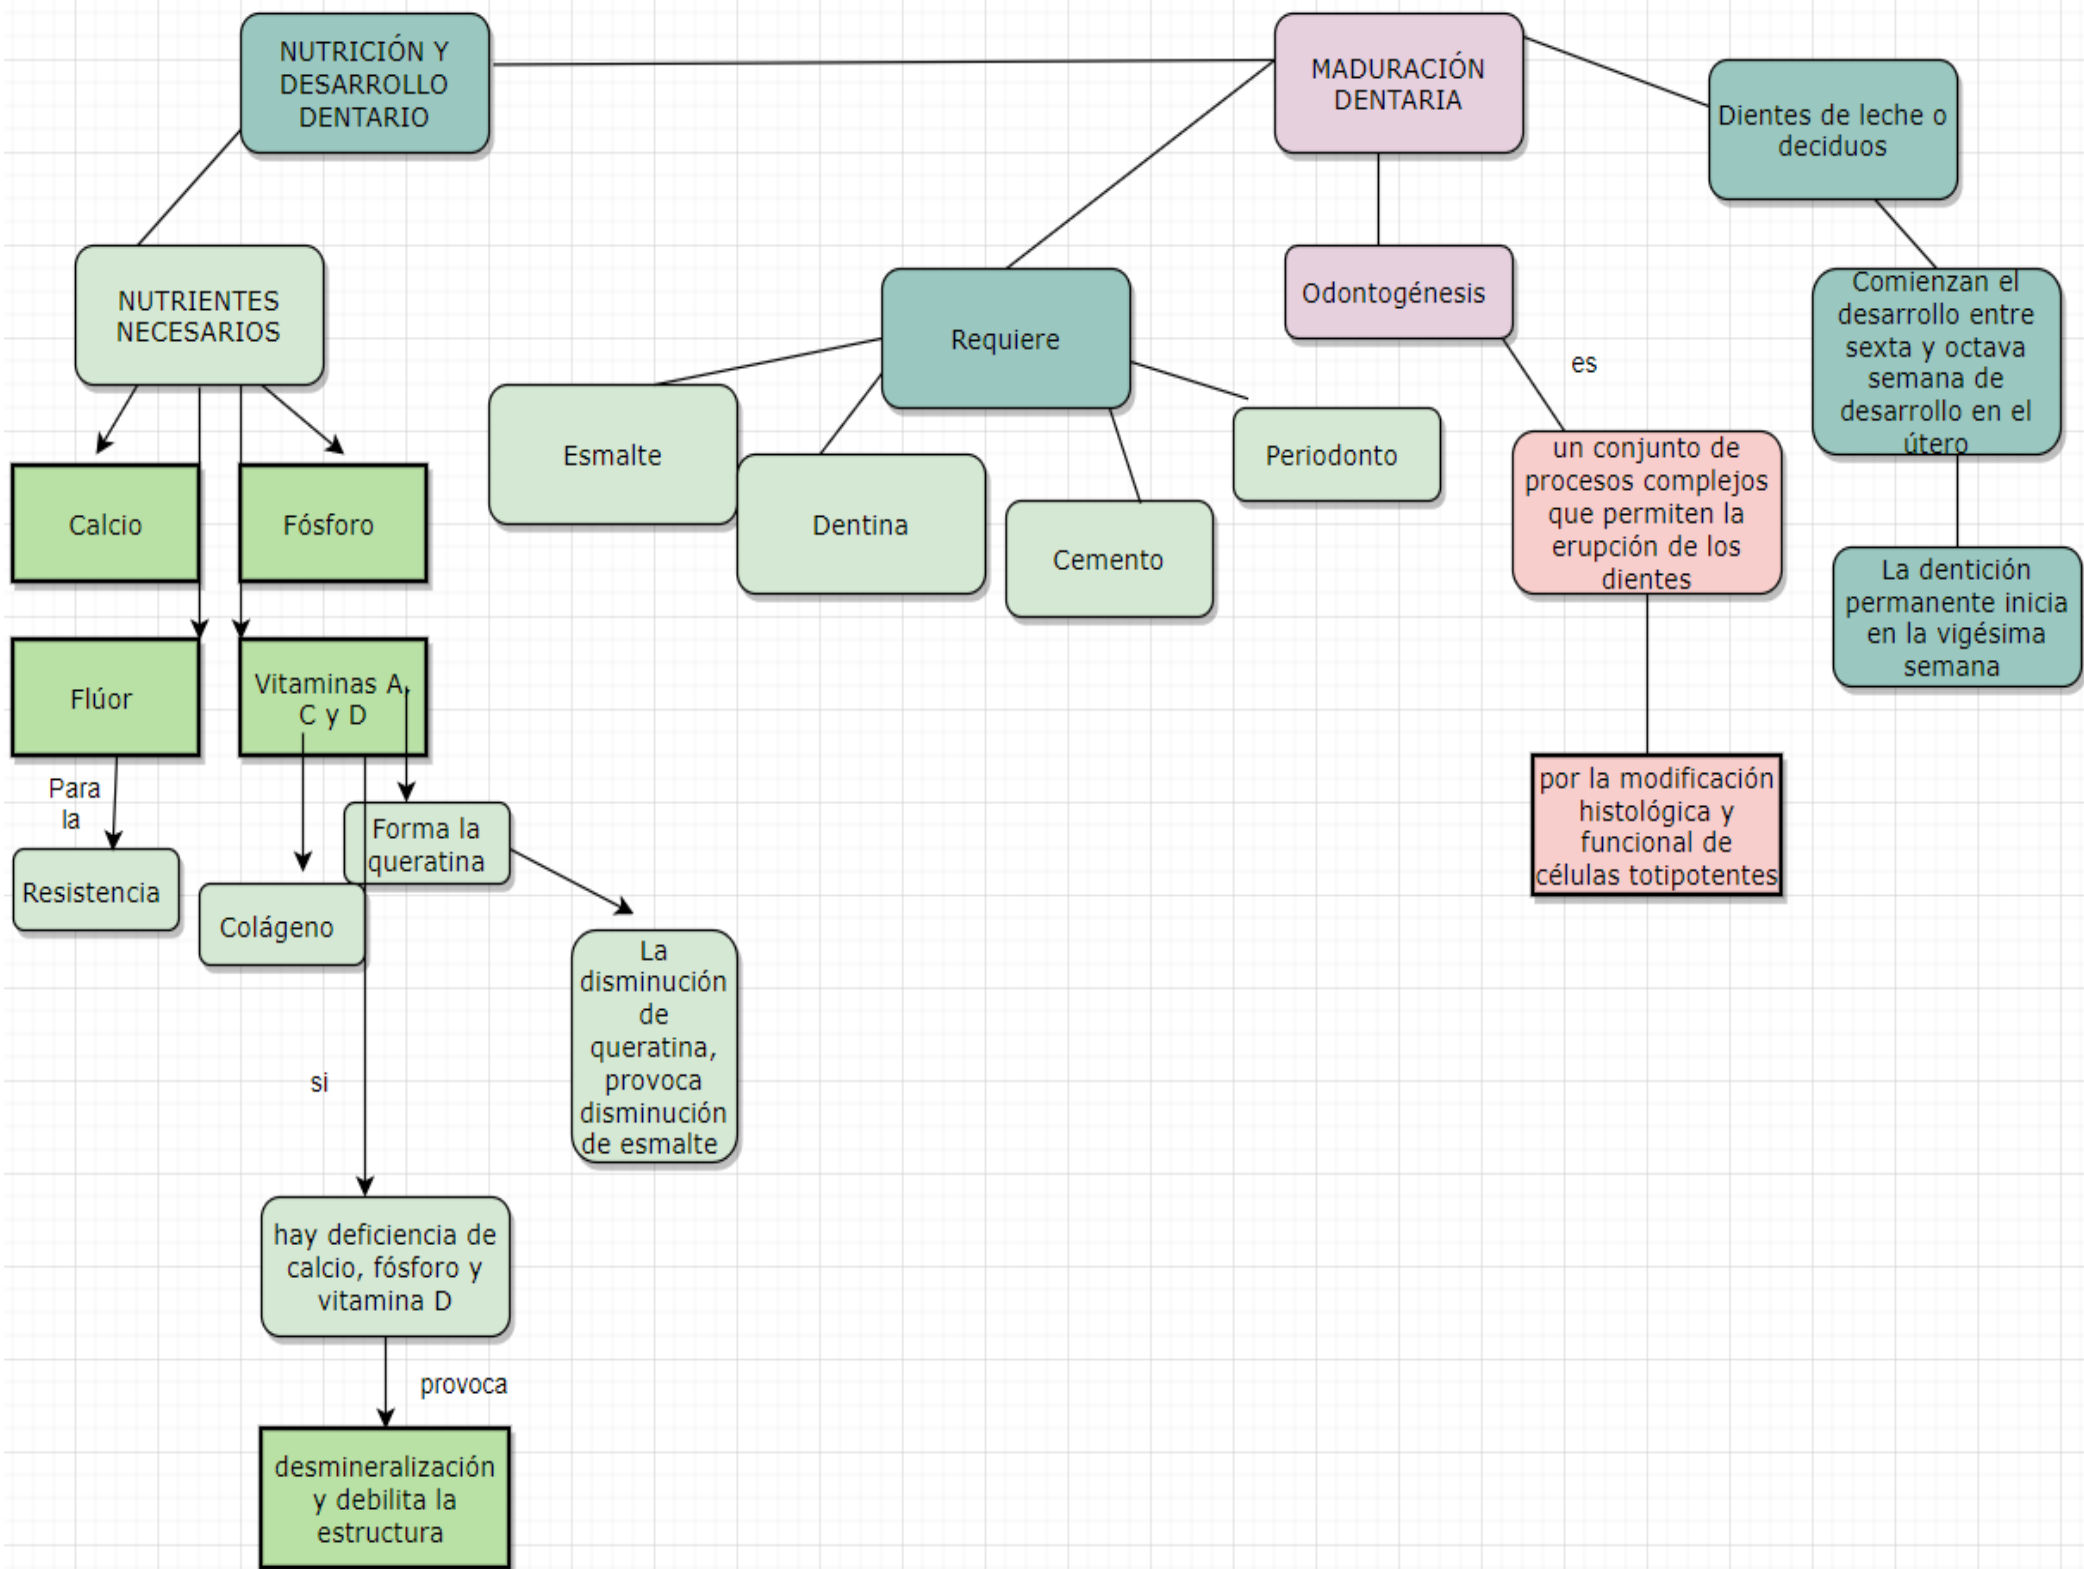 NUTRICIÓN Y
DESARROLLO
DENTARIO
MADURACIÓN
DENTARIA
Dientes de leche o
deciduos
NUTRIENTES
NECESARIOS
Requiere
Odontogénesis
es
Comienzan el
desarrollo entre
sexta y octava
semana de
desarrollo en el
útero
Esmalte
Dentina
Cemento
Periodonto
un conjunto de
procesos complejos
que permiten la
erupción de los
dientes
La dentición
permanente inicia
en la vigésima
semana
por la modificación
histológica y
funcional de
células totipotentes
Calcio
Fósforo
Flúor
Vitaminas A,
C y D
Para
la
Resistencia
Colágeno
Forma la
queratina
La
disminución
de
queratina,
provoca
disminución
de esmalte
si
hay deficiencia de
calcio, fósforo y
vitamina D
provoca
desmineralización
y debilita la
estructura